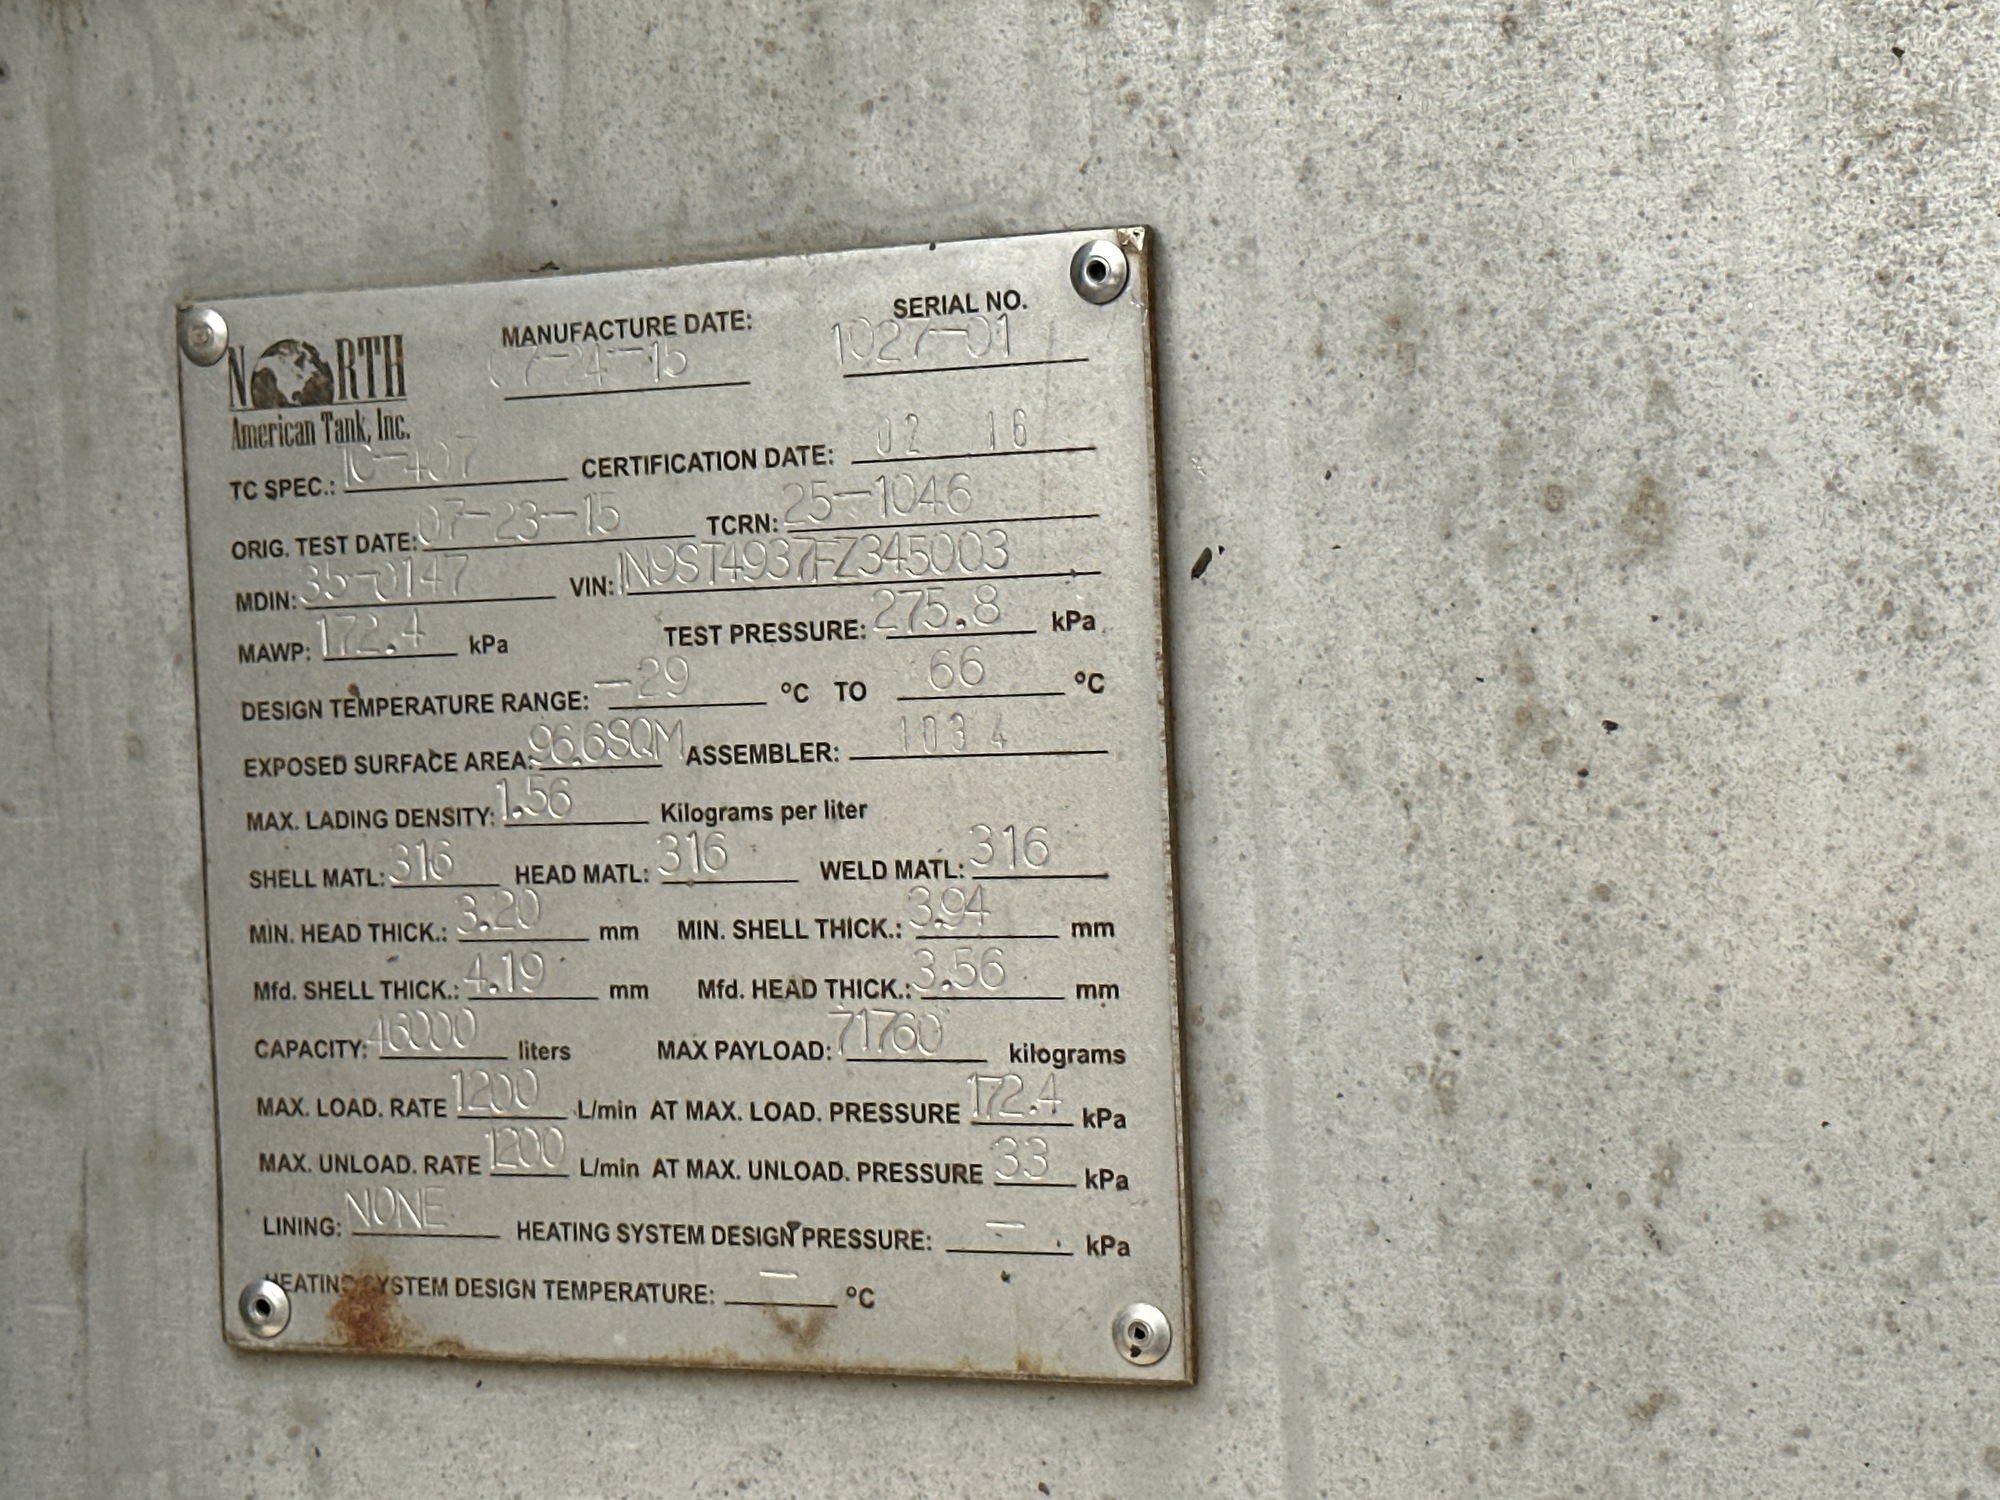 MANUFACTURE DATE: 07-24-15 SERIAL NO. 1027-01
NORTH
American Tank, Inc.
TC SPEC.: TC-407 CERTIFICATION DATE: 02 16
ORIG. TEST DATE: 07-23-15 TCRN: 25-1046
MDIN: 35-0147 VIN: 1N9ST4937FZ345003
MAWP: 172.4 kPa TEST PRESSURE: 275.8 kPa
DESIGN TEMPERATURE RANGE: -29 °C TO 66 °C
EXPOSED SURFACE AREA: 96.6SQM ASSEMBLER: 1034
MAX. LADING DENSITY: 1.56 Kilograms per liter
SHELL MATL: 316 HEAD MATL: 316 WELD MATL: 316
MIN. HEAD THICK.: 3.20 mm MIN. SHELL THICK.: 3.94 mm
Mfd. SHELL THICK.: 4.19 mm Mfd. HEAD THICK.: 3.56 mm
CAPACITY: 46000 liters MAX PAYLOAD: 71760 kilograms
MAX. LOAD. RATE 1200 L/min AT MAX. LOAD. PRESSURE 172.4 kPa
MAX. UNLOAD. RATE 1200 L/min AT MAX. UNLOAD. PRESSURE 33 kPa
LINING: NONE HEATING SYSTEM DESIGN PRESSURE: — kPa
HEATING SYSTEM DESIGN TEMPERATURE: — °C